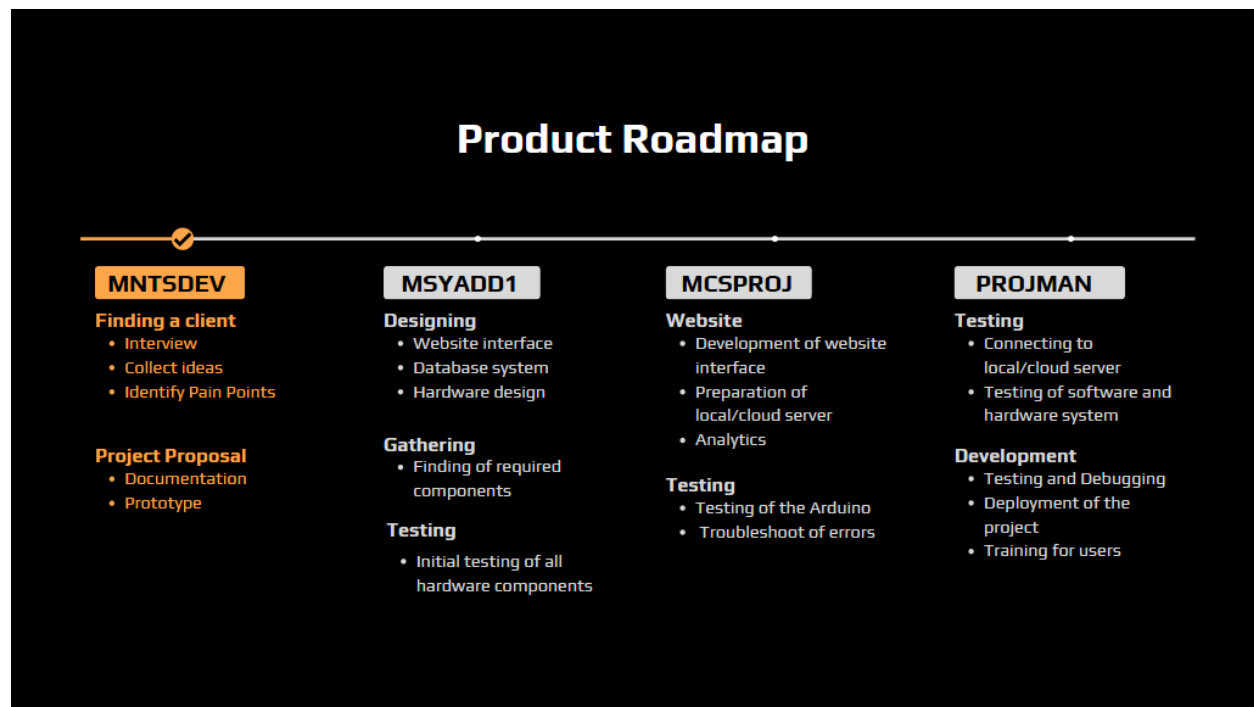 Product Roadmap
MNTSDEV
Finding a client
• Interview
• Collect ideas
• Identify Pain Points
Project Proposal
• Documentation
• Prototype
MSYADD1
Designing
• Website interface
• Database system
• Hardware design
Gathering
• Finding of required
components
Testing
• Initial testing of all
hardware components
MCSPROJ
Website
• Development of website
interface
• Preparation of
local/cloud server
• Analytics
Testing
• Testing of the Arduino
• Troubleshoot of errors
PROJMAN
Testing
• Connecting to
local/cloud server
• Testing of software and
hardware system
Development
• Testing and Debugging
• Deployment of the
project
• Training for users